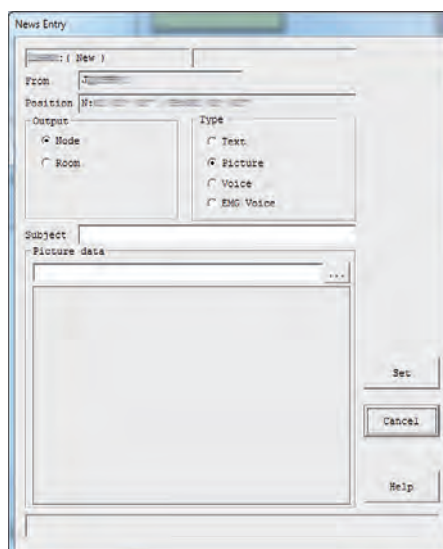 News Entry
:( New )
From J
Position N:
Output
Node
Room
Type
Text
Picture
Voice
EMG Voice
Subject
Picture data
...
Set
Cancel
Help